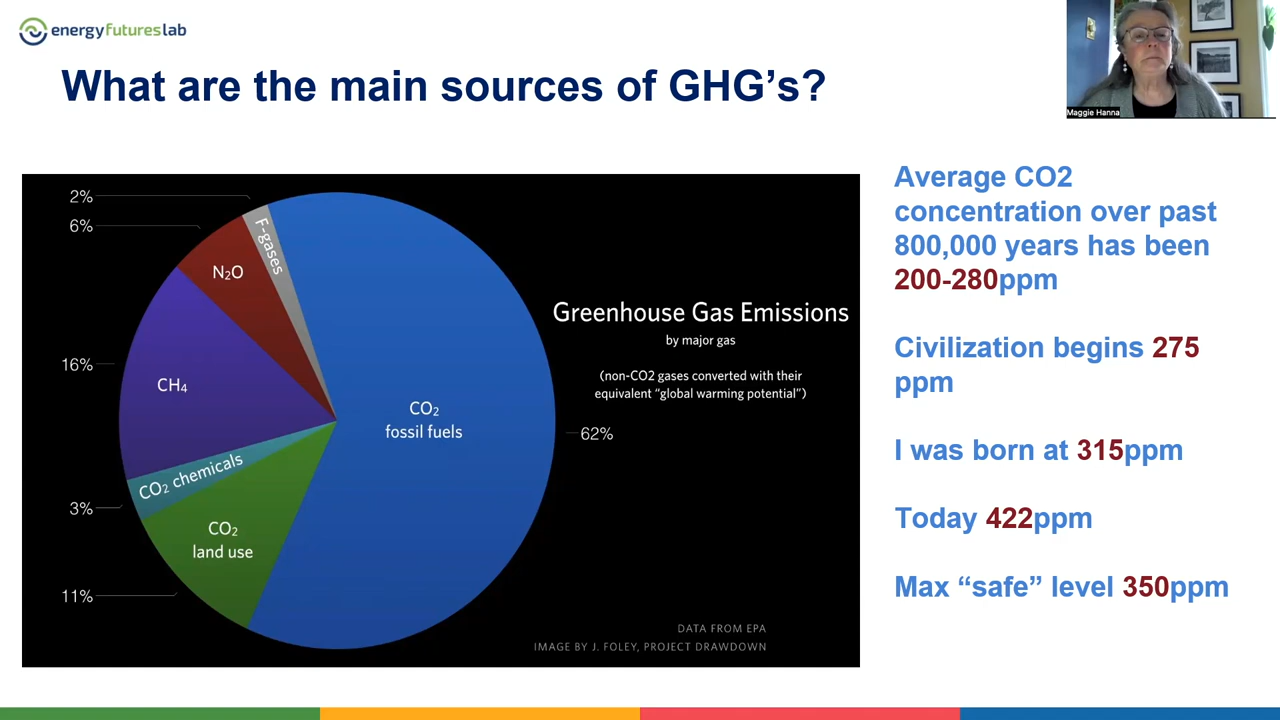 energyfutureslab
What are the main sources of GHG’s?
Maggie Hanna
2%
6%
F-gases
N₂O
16%
CH₄
CO₂
fossil fuels
62%
CO₂ chemicals
3%
CO₂
land use
11%
Greenhouse Gas Emissions
by major gas
(non-CO2 gases converted with their
equivalent “global warming potential”)
DATA FROM EPA
IMAGE BY J. FOLEY, PROJECT DRAWDOWN
Average CO2
concentration over past
800,000 years has been
200-280ppm
Civilization begins 275
ppm
I was born at 315ppm
Today 422ppm
Max “safe” level 350ppm